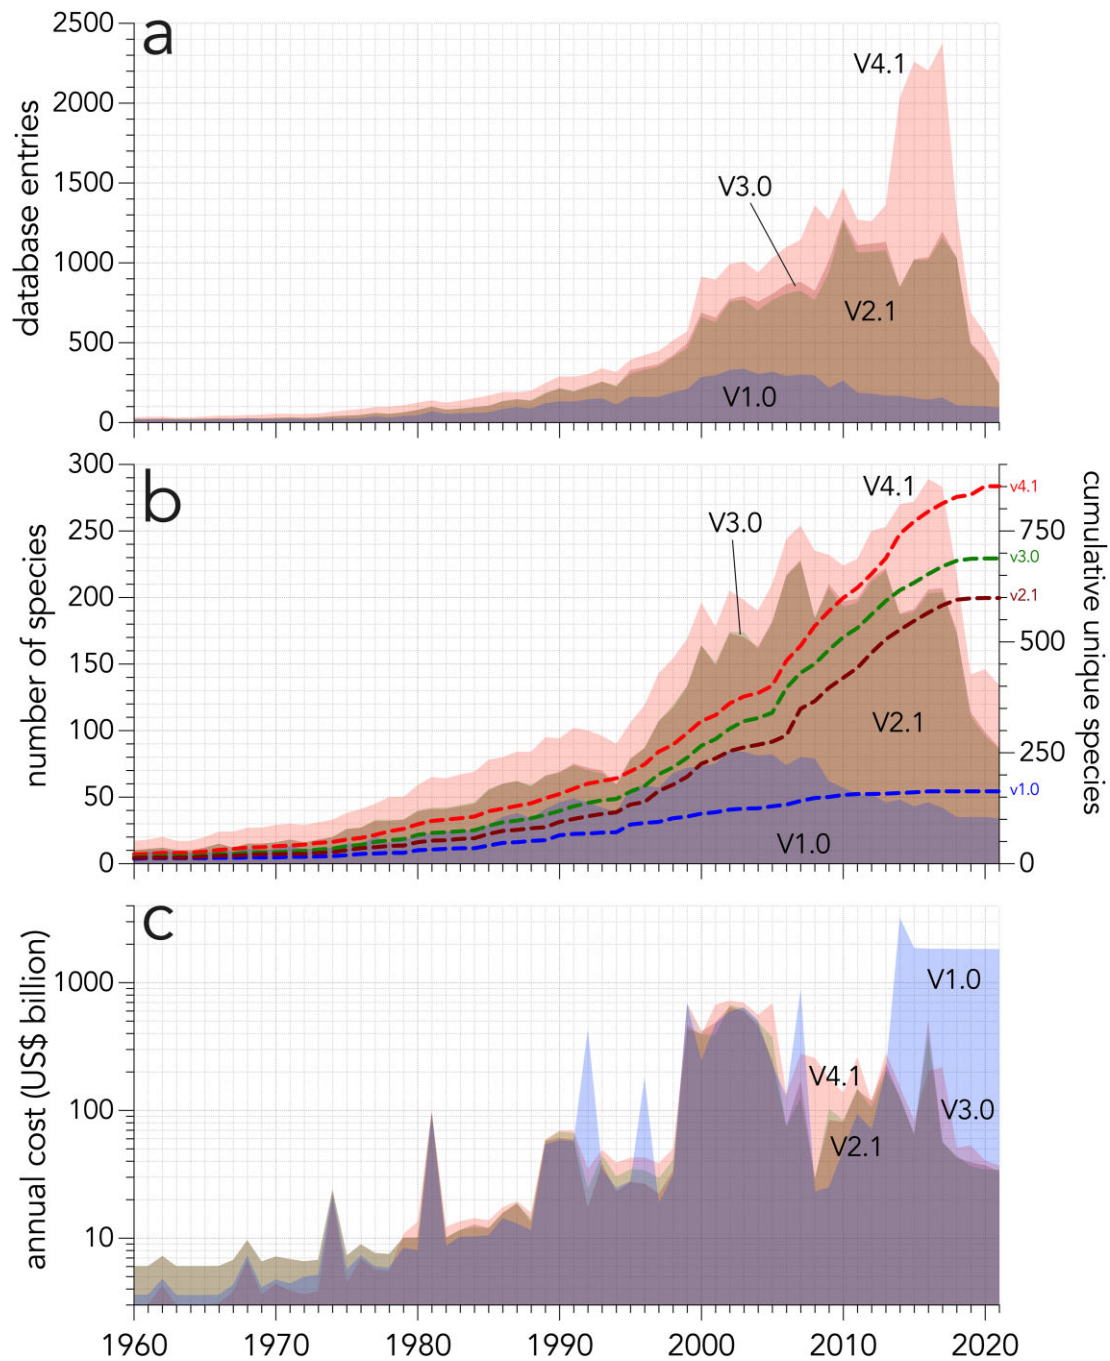 a
2500
2000
1500
1000
500
0
database entries
V4.1
V3.0
V2.1
V1.0
b
300
250
200
150
100
50
0
number of species
V4.1
V3.0
V2.1
V1.0
v4.1
v3.0
v2.1
v1.0
750
500
250
0
cumulative unique species
c
1000
100
10
annual cost (US$ billion)
V1.0
V4.1
V3.0
V2.1
1960 1970 1980 1990 2000 2010 2020